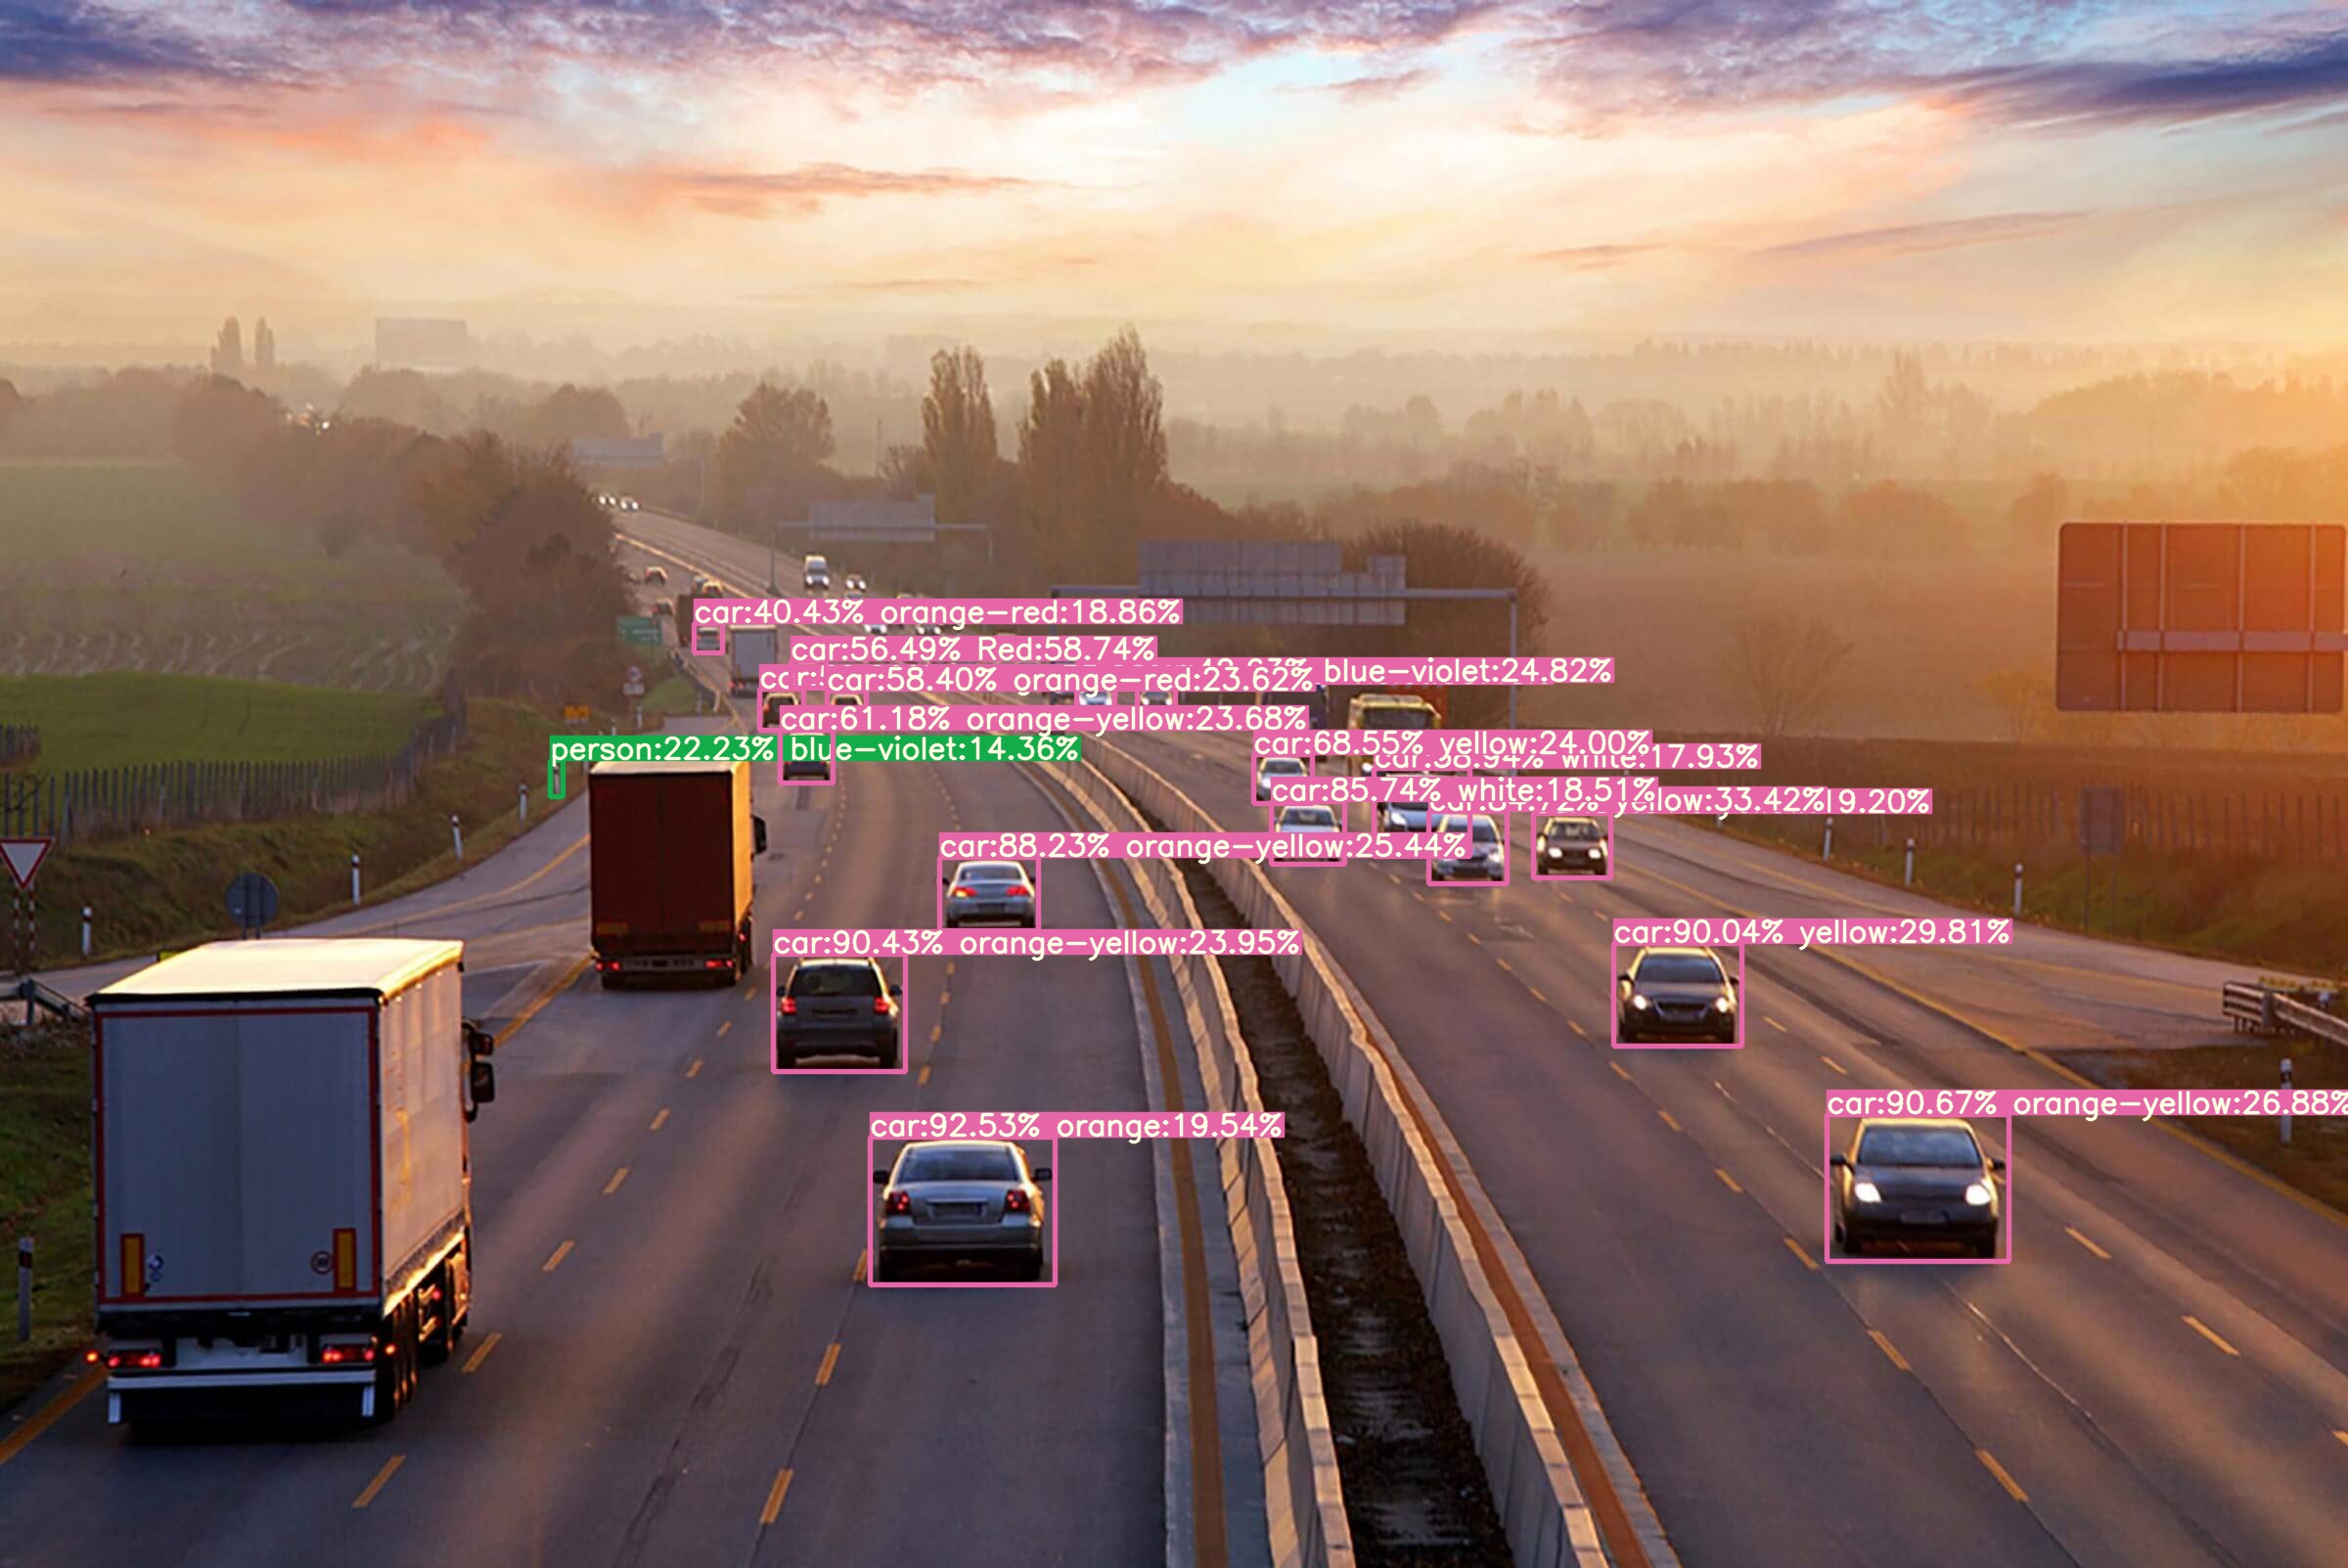 car:40.43% orange-red:18.86%
car:56.49% Red:58.74%
blue-violet:24.82%
car:58.40% orange-red:23.62%
car:61.18% orange-yellow:23.68%
person:22.23% blue-violet:14.36%
car:68.55% yellow:24.00%
car:38.94% white:17.93%
car:85.74% white:18.51%
yellow:33.42%
9.20%
car:88.23% orange-yellow:25.44%
car:90.43% orange-yellow:23.95%
car:90.04% yellow:29.81%
car:90.67% orange-yellow:26.88%
car:92.53% orange:19.54%